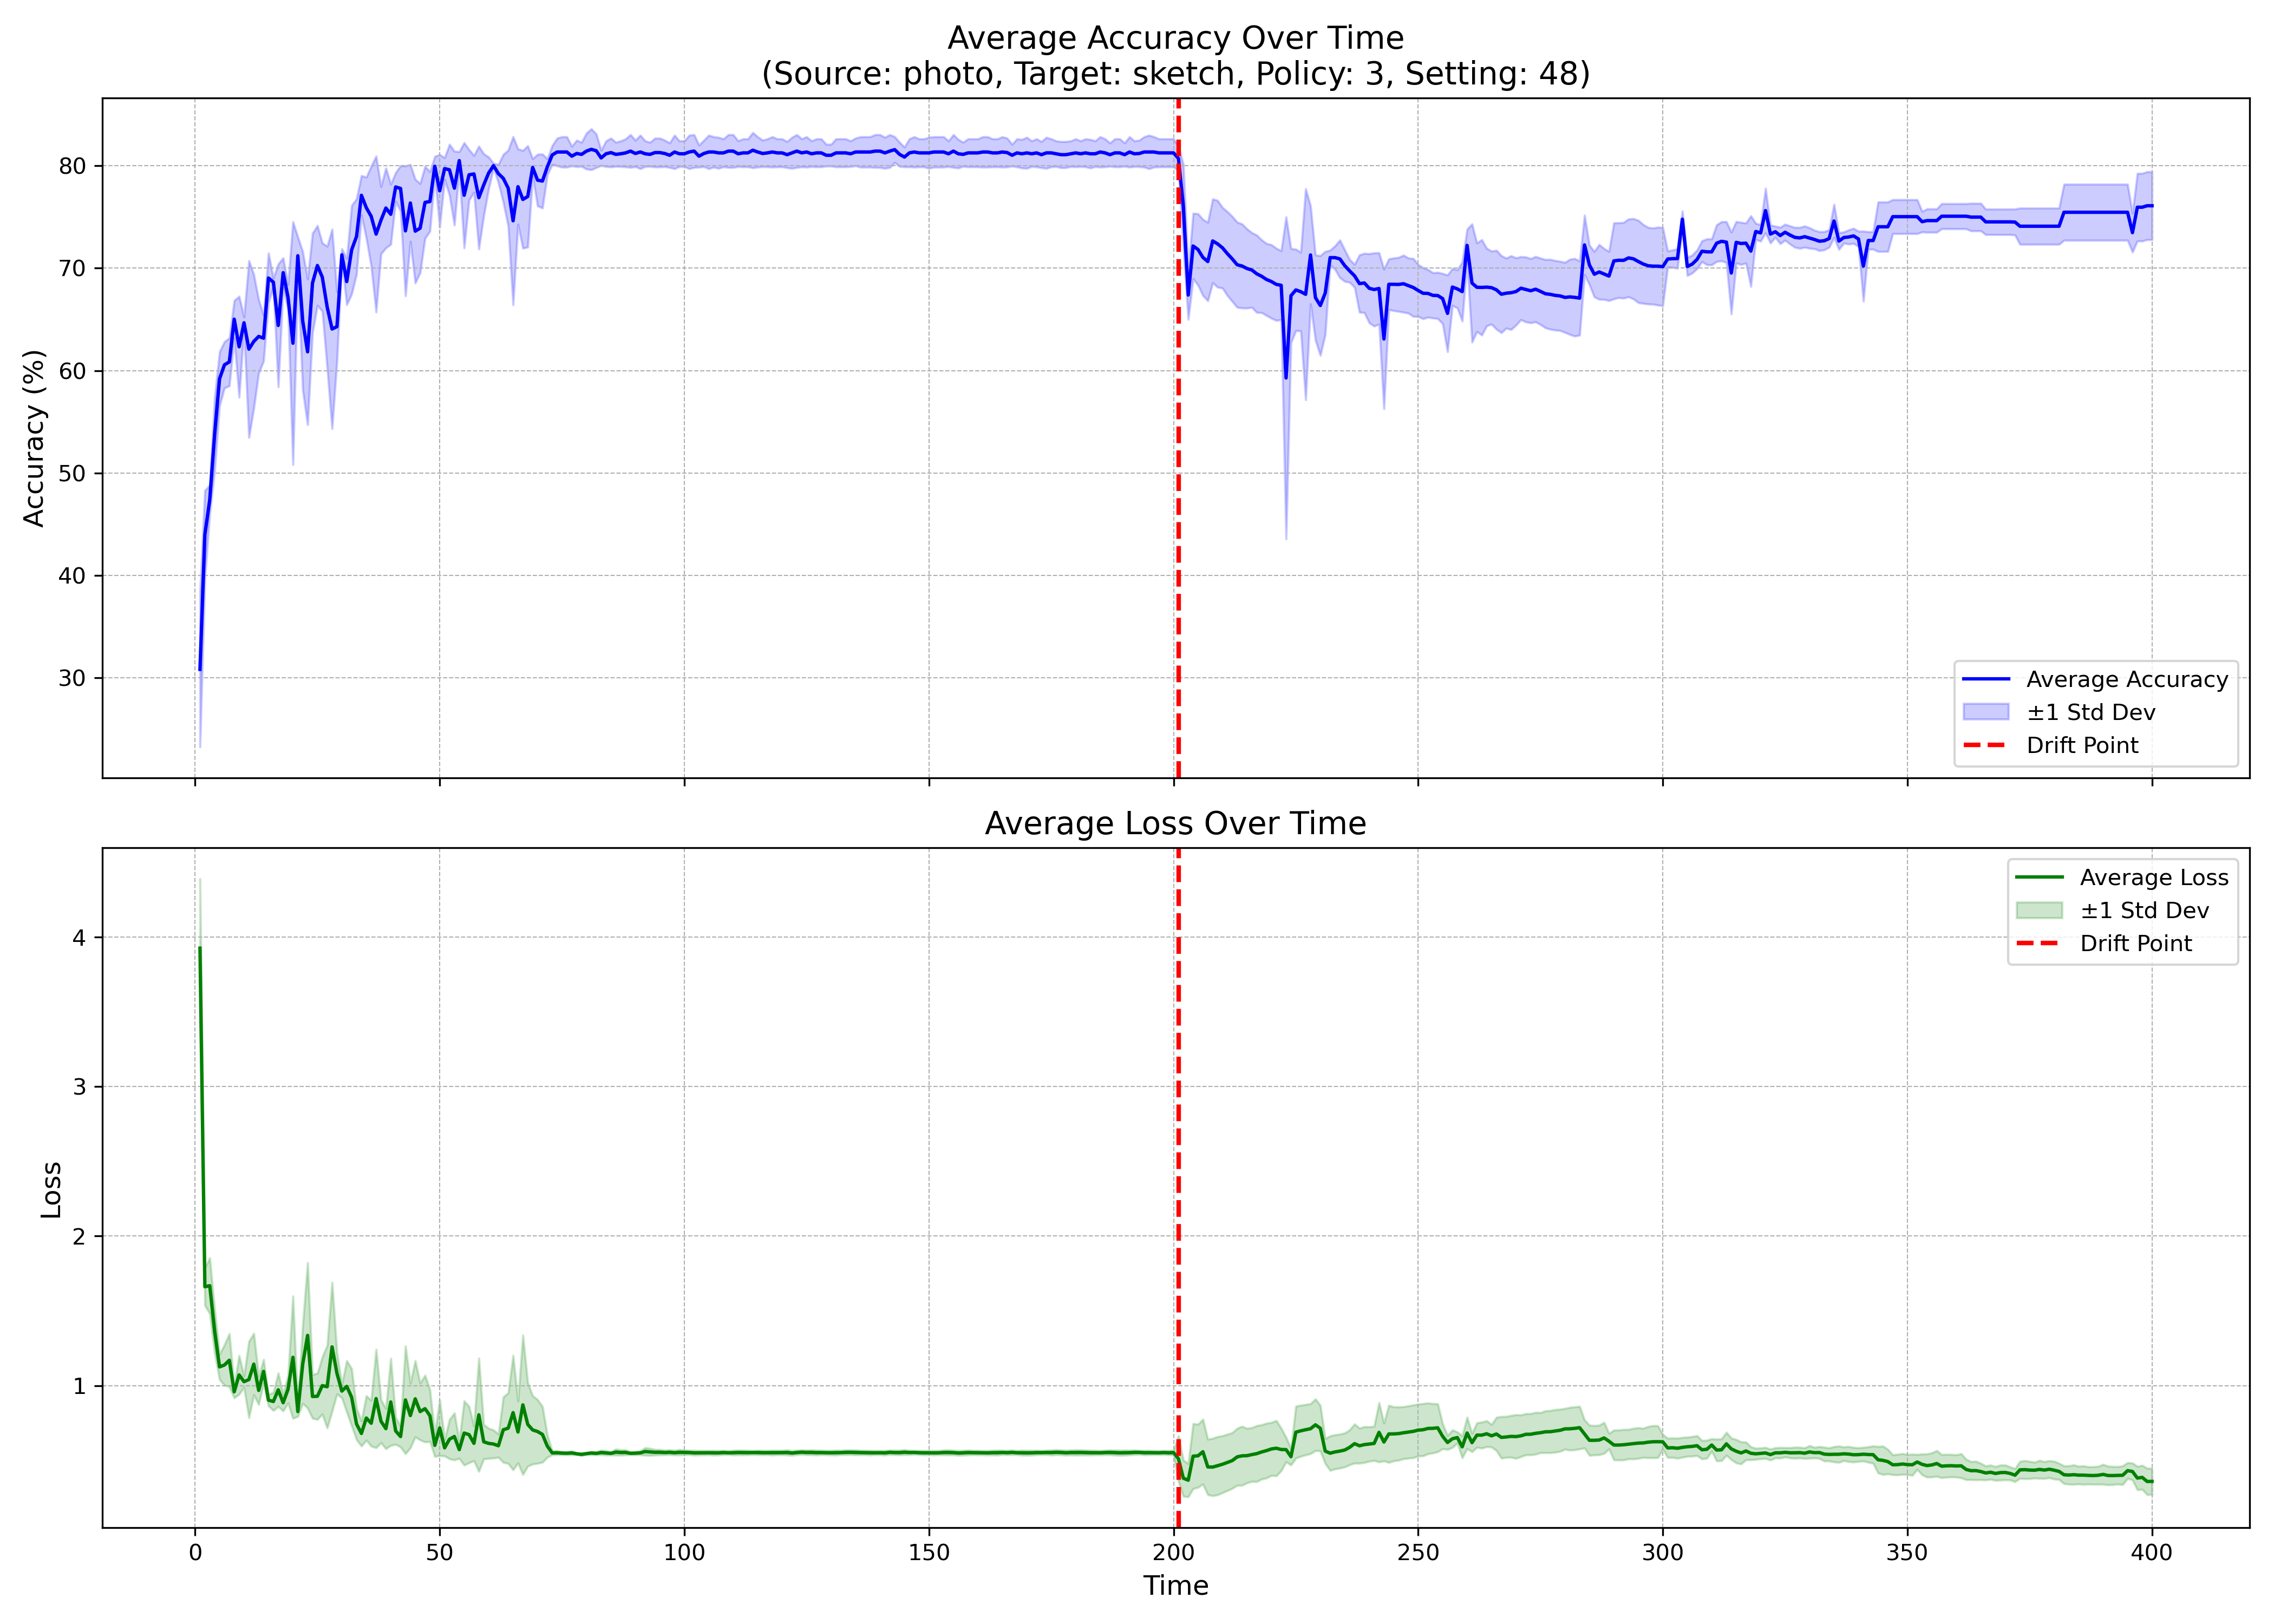 Average Accuracy Over Time
(Source: photo, Target: sketch, Policy: 3, Setting: 48)
Accuracy (%)
80
70
60
50
40
30
Average Accuracy
±1 Std Dev
Drift Point
Average Loss Over Time
Loss
4
3
2
1
Average Loss
±1 Std Dev
Drift Point
0 50 100 150 200 250 300 350 400
Time